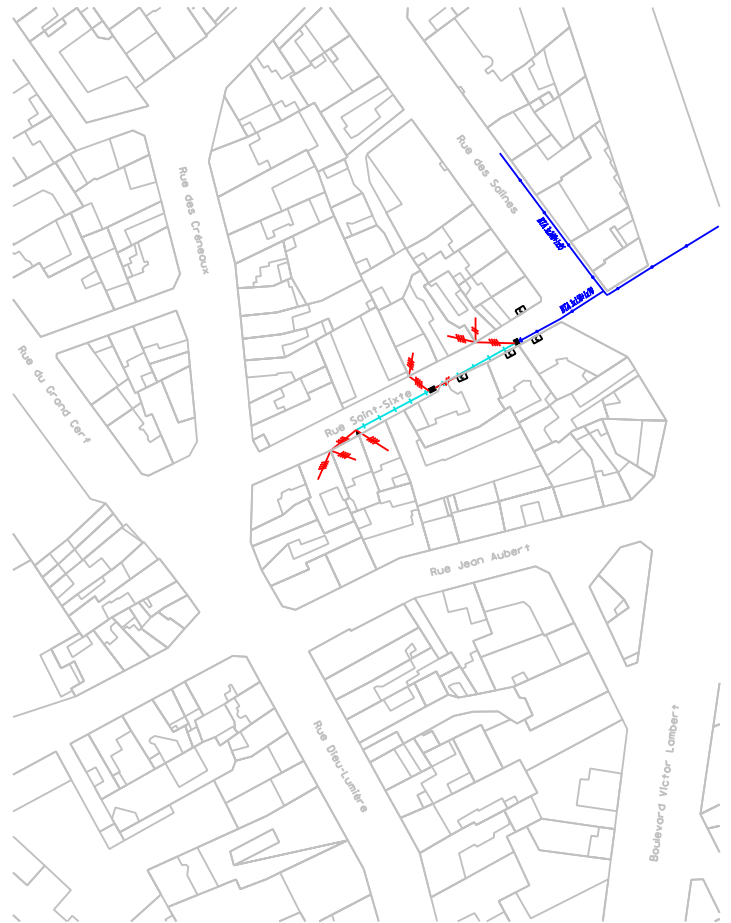 Rue des Salines
Rue des Créneaux
Rue du Grand Cerf
Rue Saint-Sixte
Rue Jean Aubert
Rue Dieu-Lumière
Boulevard Victor Lambert